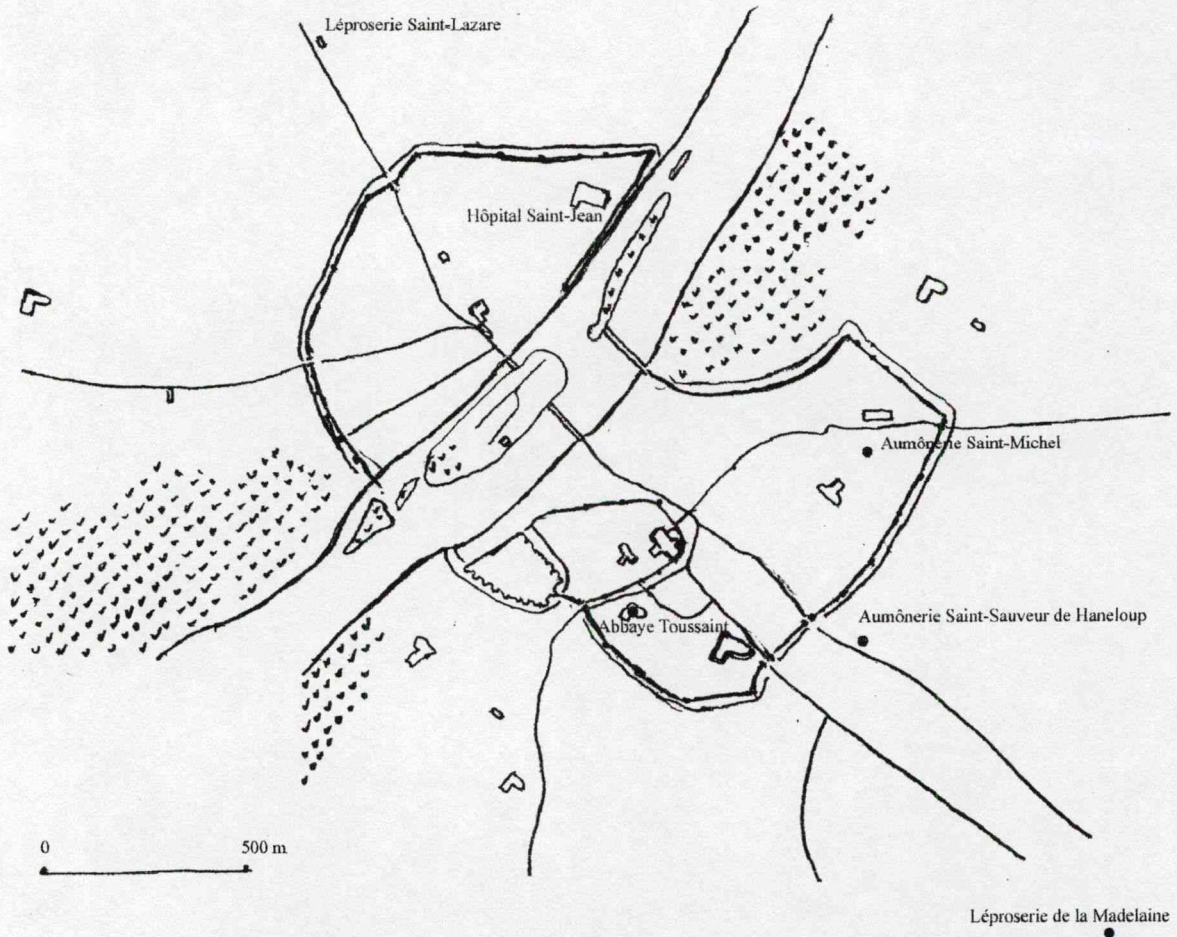 Léproserie Saint-Lazare
Hôpital Saint-Jean
Aumônerie Saint-Michel
Abbaye Toussaint
Aumônerie Saint-Sauveur de Haneloup
0 500 m
Léproserie de la Madelaine